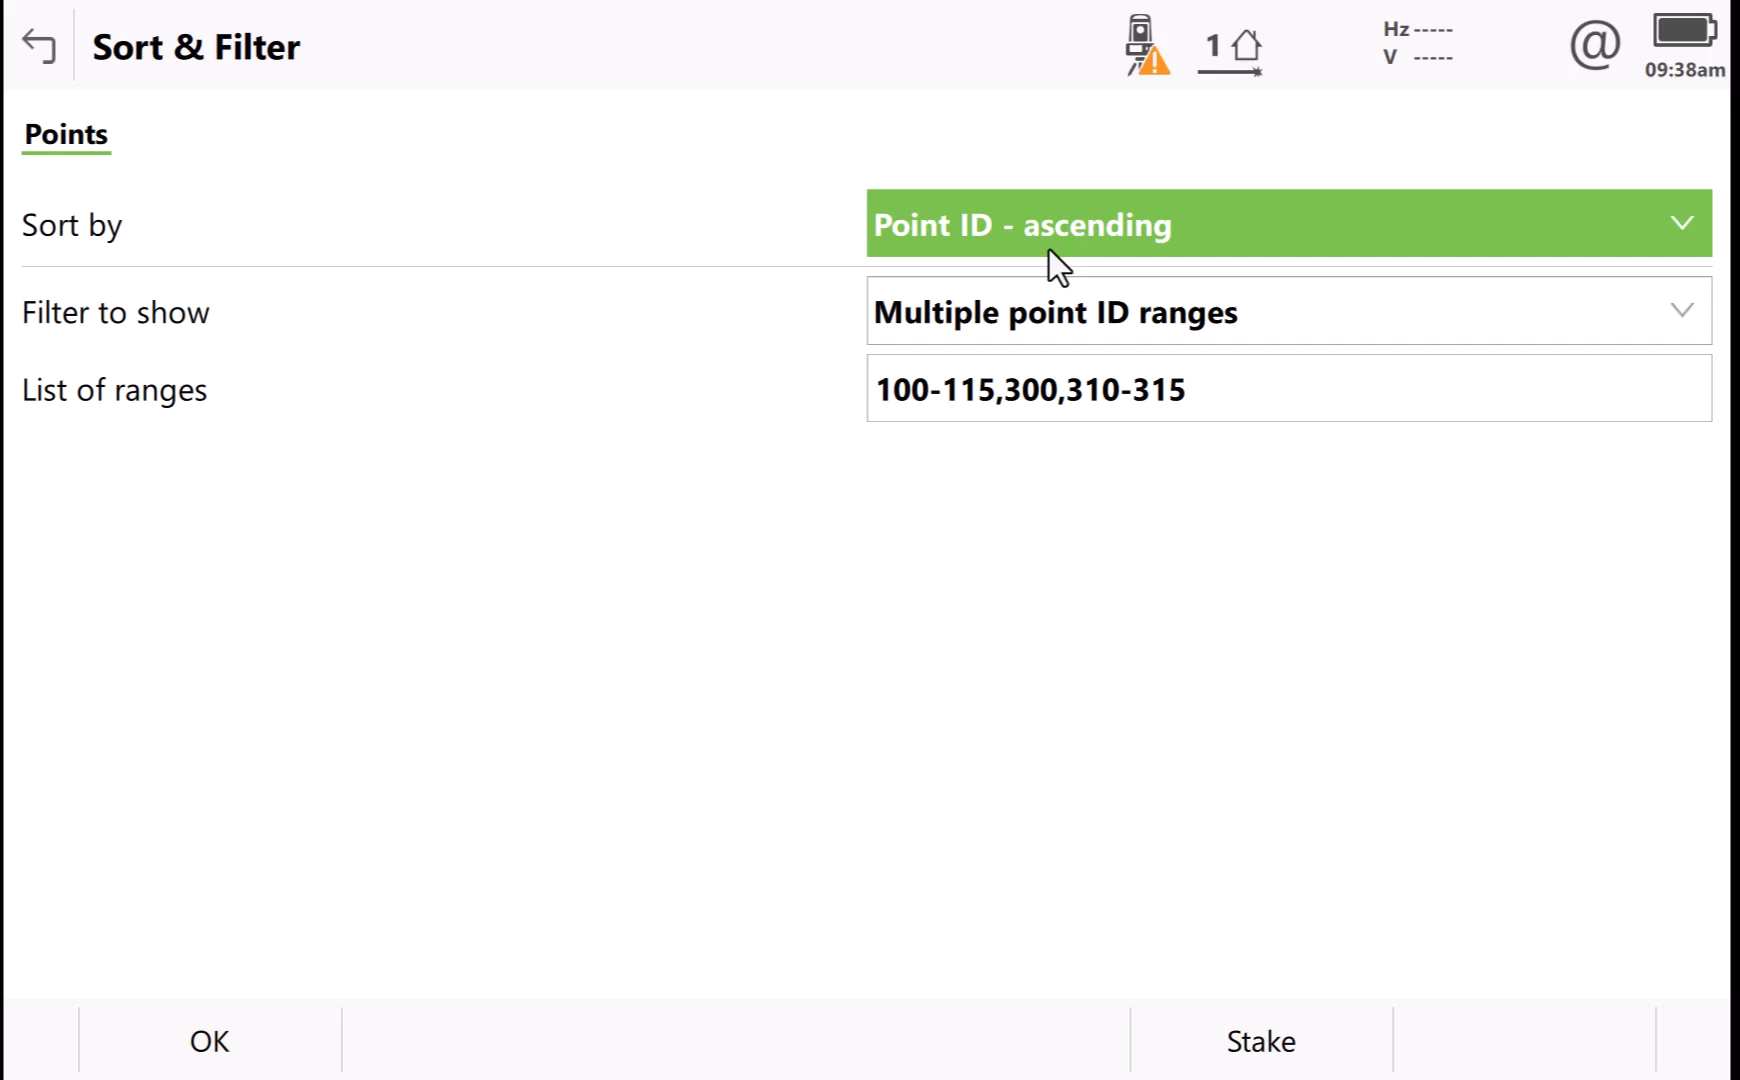 Sort & Filter
1
Hz -----
V -----
@
09:38am
Points
Sort by
Point ID - ascending
Filter to show
Multiple point ID ranges
List of ranges
100-115,300,310-315
OK
Stake